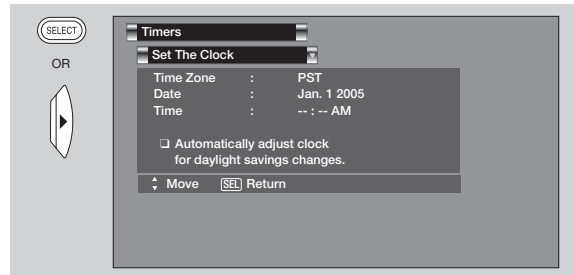 SELECT
OR
Timers
Set The Clock
Time Zone : PST
Date : Jan. 1 2005
Time : -- : -- AM
❑ Automatically adjust clock
for daylight savings changes.
Move SEL Return